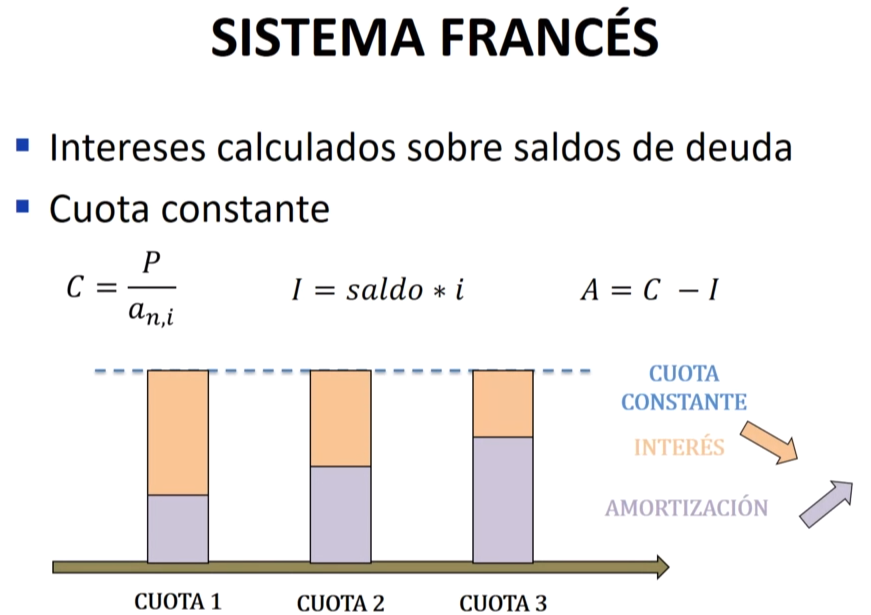 SISTEMA FRANCÉS
▪ Intereses calculados sobre saldos de deuda
▪ Cuota constante
C = P / a_{n,i}    I = saldo * i    A = C − I
CUOTA
CONSTANTE
INTERÉS
AMORTIZACIÓN
CUOTA 1    CUOTA 2    CUOTA 3